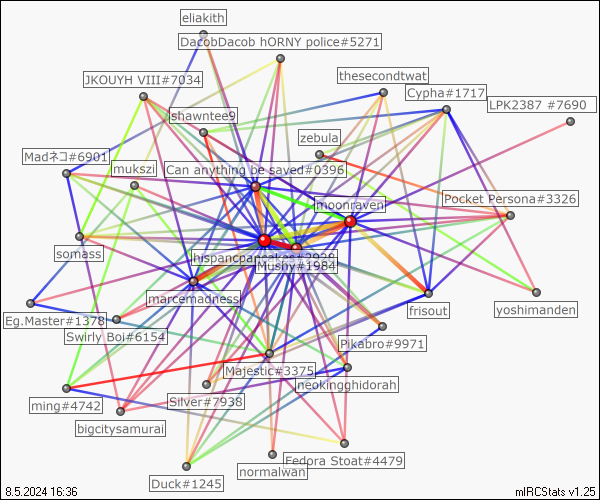 eliakith
DacobDacob hORNY police#5271
thesecondtwat
JKOUYH VIII#7034
Cypha#1717
LPK2387 #7690
shawntee9
zebula
Madネコ#6901
mukszi
Can anything be saved#0396
Pocket Persona#3326
moonraven
somass
hispancpancakes#2928
Mushy#1984
marcemadness
frisout
yoshimanden
Eg.Master#1378
Swirly Boi#6154
Pikabro#9971
Majestic#3375
neokingghidorah
ming#4742
Silver#7938
bigcitysamurai
Fedora Stoat#4479
normalwan
Duck#1245
8.5.2024 16:36
mIRCStats v1.25